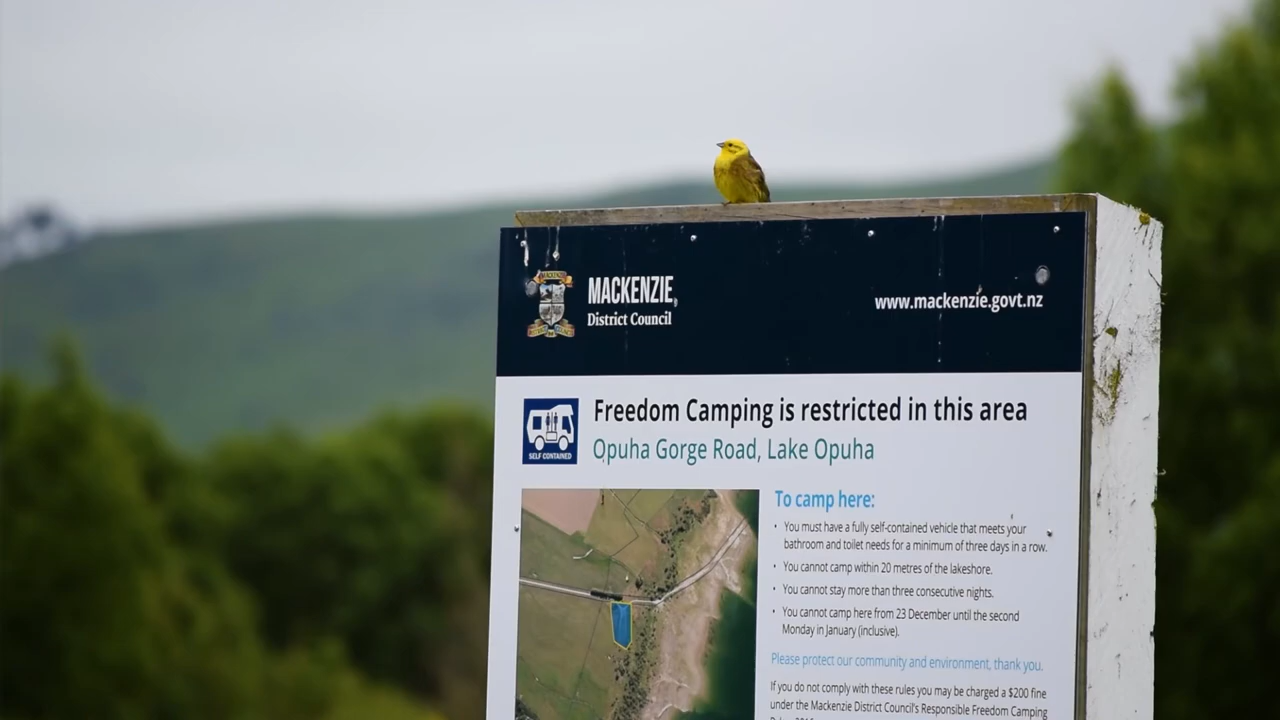 MACKENZIE
District Council
www.mackenzie.govt.nz
SELF CONTAINED
Freedom Camping is restricted in this area
Opuha Gorge Road, Lake Opuha
To camp here:
• You must have a fully self-contained vehicle that meets your
bathroom and toilet needs for a minimum of three days in a row.
• You cannot camp within 20 metres of the lakeshore.
• You cannot stay more than three consecutive nights.
• You cannot camp here from 23 December until the second
Monday in January (inclusive).
Please protect our community and environment, thank you.
If you do not comply with these rules you may be charged a $200 fine
under the Mackenzie District Council's Responsible Freedom Camping